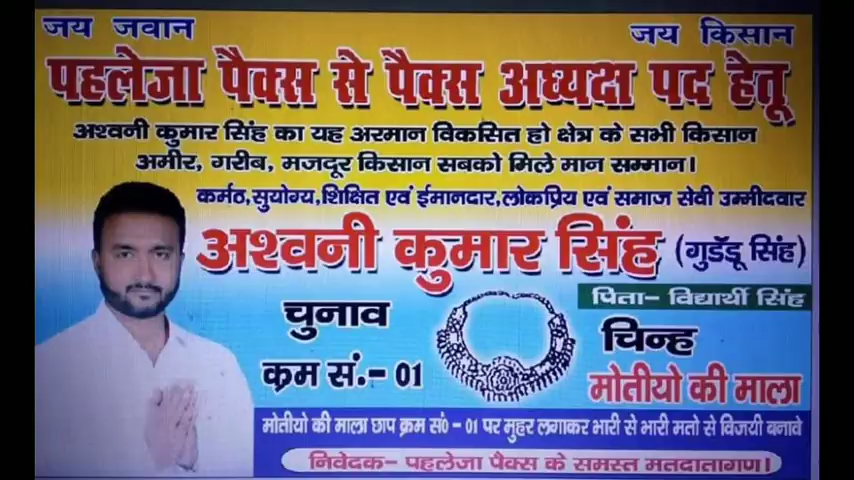 जय जवान
जय किसान
पहलेजा पैक्स से पैक्स अध्यक्ष पद हेतू
अश्वनी कुमार सिंह का यह अरमान विकसित हो क्षेत्र के सभी किसान
अमीर, गरीब, मजदूर किसान सबको मिले मान सम्मान।
कर्मठ,सुयोग्य,शिक्षित एवं ईमानदार,लोकप्रिय एवं समाज सेवी उम्मीदवार
अश्वनी कुमार सिंह (गुडॅडू सिंह)
पिता- विद्यार्थी सिंह
चुनाव
क्रम सं.- 01
चिन्ह
मोतीयो की माला
मोतीयो की माला छाप क्रम सं० - 01 पर मुहर लगाकर भारी से भारी मतो से विजयी बनावे
निवेदक- पहलेजा पैक्स के समस्त मतदातागण।